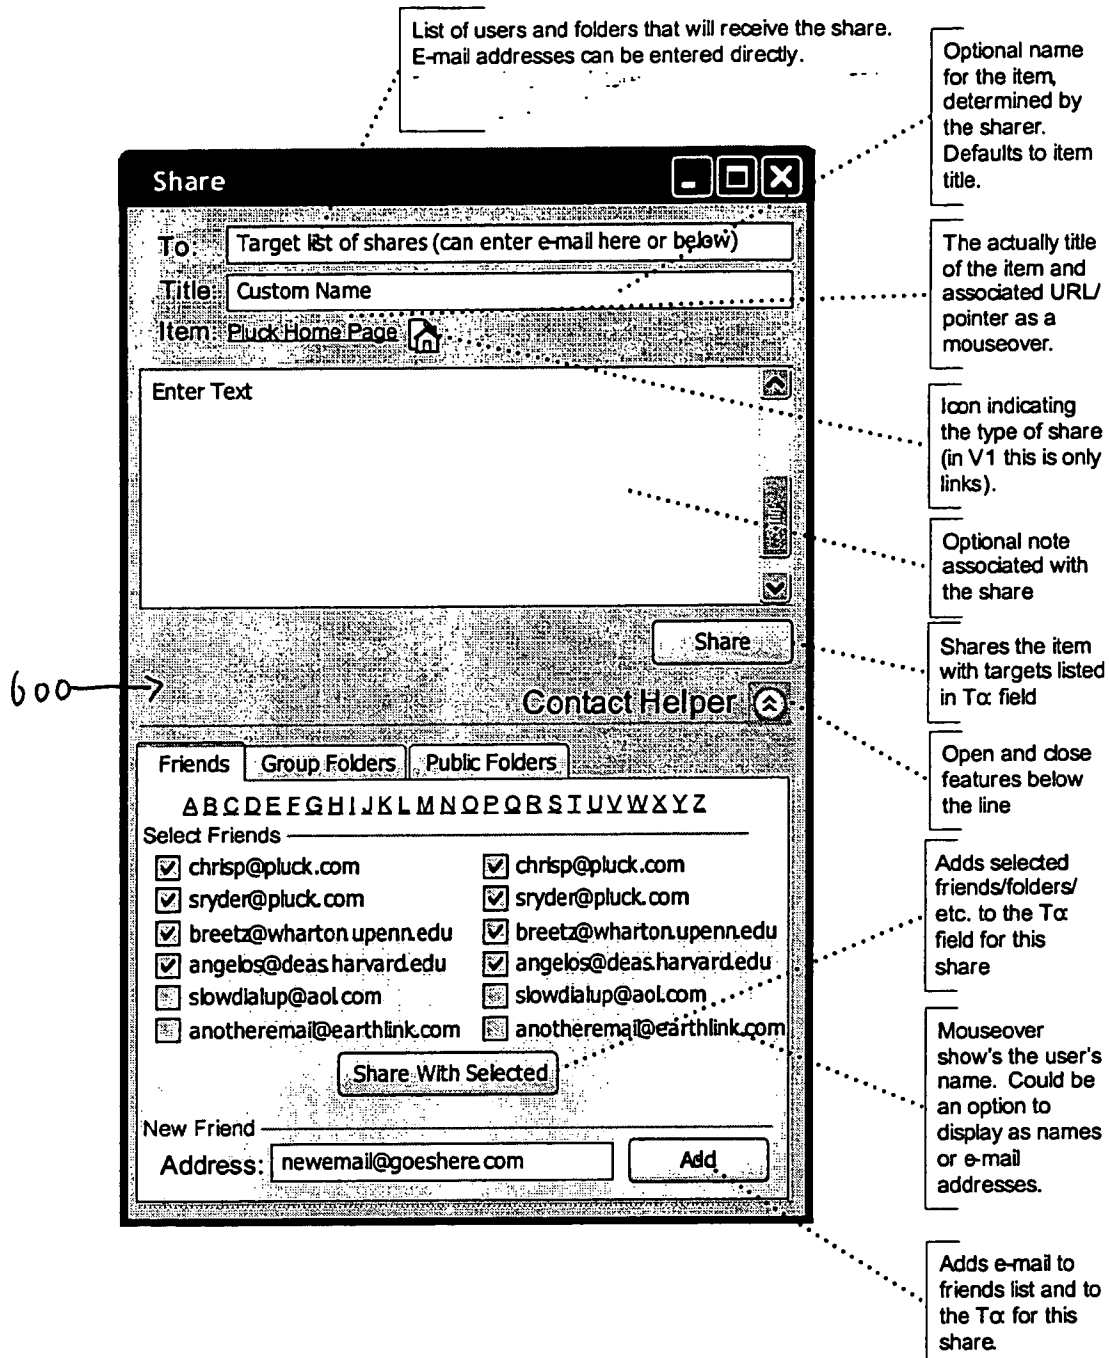 List of users and folders that will receive the share.
E-mail addresses can be entered directly.
Optional name
for the item,
determined by
the sharer.
Defaults to item
title.
Share
To: Target list of shares (can enter e-mail here or below)
Title: Custom Name
Item: Pluck Home Page
The actually title
of the item and
associated URL/
pointer as a
mouseover.
Enter Text
Icon indicating
the type of share
(in V1 this is only
links).
Optional note
associated with
the share
Share
Shares the item
with targets listed
in To: field
600
Contact Helper
Open and close
features below
the line
Friends Group Folders Public Folders
A B C D E F G H I J K L M N O P Q R S T U V W X Y Z
Select Friends
chrisp@pluck.com chrisp@pluck.com
sryder@pluck.com sryder@pluck.com
breetz@wharton.upenn.edu breetz@wharton.upenn.edu
angelos@deas.harvard.edu angelos@deas.harvard.edu
slowdialup@aol.com slowdialup@aol.com
anotheremail@earthlink.com anotheremail@earthlink.com
Adds selected
friends/folders/
etc. to the To:
field for this
share
Share With Selected
Mouseover
show's the user's
name. Could be
an option to
display as names
or e-mail
addresses.
New Friend
Address: newemail@goeshere.com Add
Adds e-mail to
friends list and to
the To: for this
share.